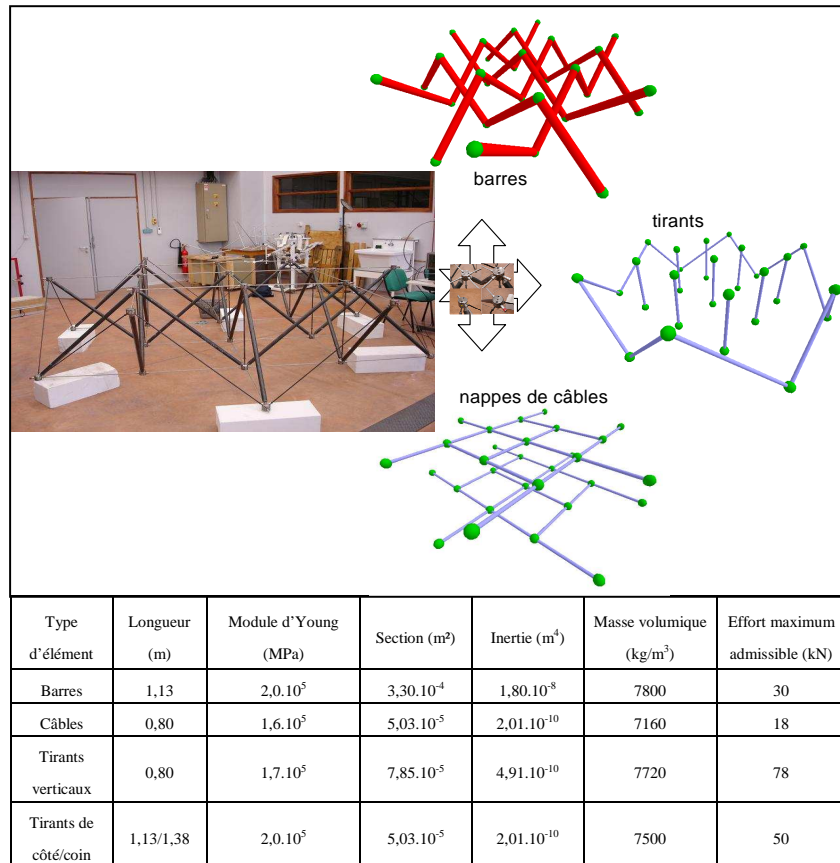 barres
tirants
nappes de câbles
Type d'élément | Longueur (m) | Module d'Young (MPa) | Section (m²) | Inertie (m⁴) | Masse volumique (kg/m³) | Effort maximum admissible (kN)
Barres | 1,13 | 2,0.10⁵ | 3,30.10⁻⁴ | 1,80.10⁻⁸ | 7800 | 30
Câbles | 0,80 | 1,6.10⁵ | 5,03.10⁻⁵ | 2,01.10⁻¹⁰ | 7160 | 18
Tirants verticaux | 0,80 | 1,7.10⁵ | 7,85.10⁻⁵ | 4,91.10⁻¹⁰ | 7720 | 78
Tirants de côté/coin | 1,13/1,38 | 2,0.10⁵ | 5,03.10⁻⁵ | 2,01.10⁻¹⁰ | 7500 | 50